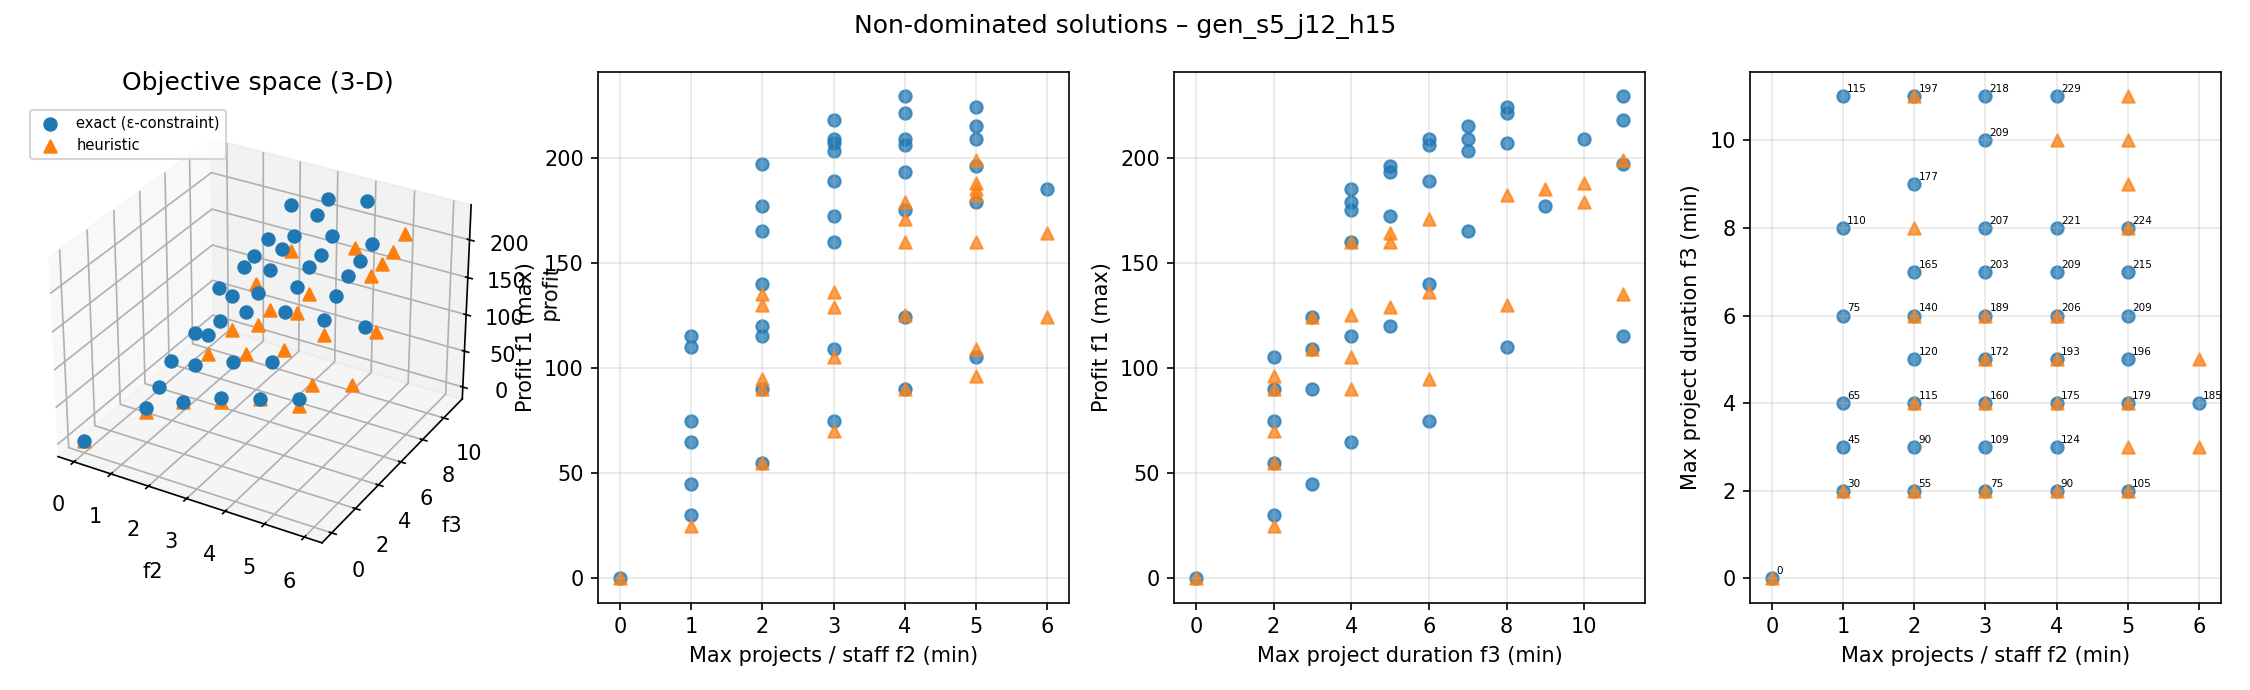 Non-dominated solutions – gen_s5_j12_h15
Objective space (3-D)
exact (ε-constraint)
heuristic
0
1
2
3
4
5
6
f2
0
2
4
6
8
10
f3
0
50
100
150
200
profit
Profit f1 (max)
0
50
100
150
200
0 1 2 3 4 5 6
Max projects / staff f2 (min)
Profit f1 (max)
0
50
100
150
200
0 2 4 6 8 10
Max project duration f3 (min)
Max project duration f3 (min)
10
8
6
4
2
0
115 197 218 229
209
177
110 207 221 224
165 203 209 215
75 140 189 206 209
120 172 193 196
65 115 160 175 179 185
45 90 109 124
30 55 75 90 105
0
0 1 2 3 4 5 6
Max projects / staff f2 (min)